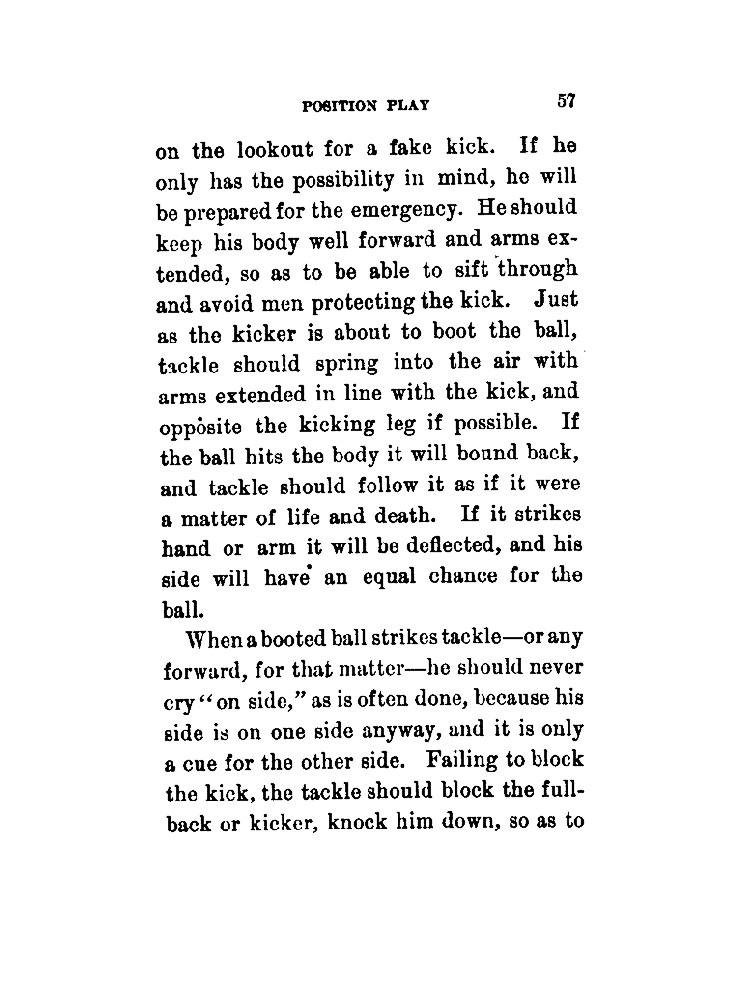 POSITION PLAY 57
on the lookout for a fake kick. If he
only has the possibility in mind, he will
be prepared for the emergency. He should
keep his body well forward and arms ex-
tended, so as to be able to sift through
and avoid men protecting the kick. Just
as the kicker is about to boot the ball,
tackle should spring into the air with
arms extended in line with the kick, and
opposite the kicking leg if possible. If
the ball hits the body it will bound back,
and tackle should follow it as if it were
a matter of life and death. If it strikes
hand or arm it will be deflected, and his
side will have an equal chance for the
ball.
When a booted ball strikes tackle—or any
forward, for that matter—he should never
cry "on side," as is often done, because his
side is on one side anyway, and it is only
a cue for the other side. Failing to block
the kick, the tackle should block the full-
back or kicker, knock him down, so as to